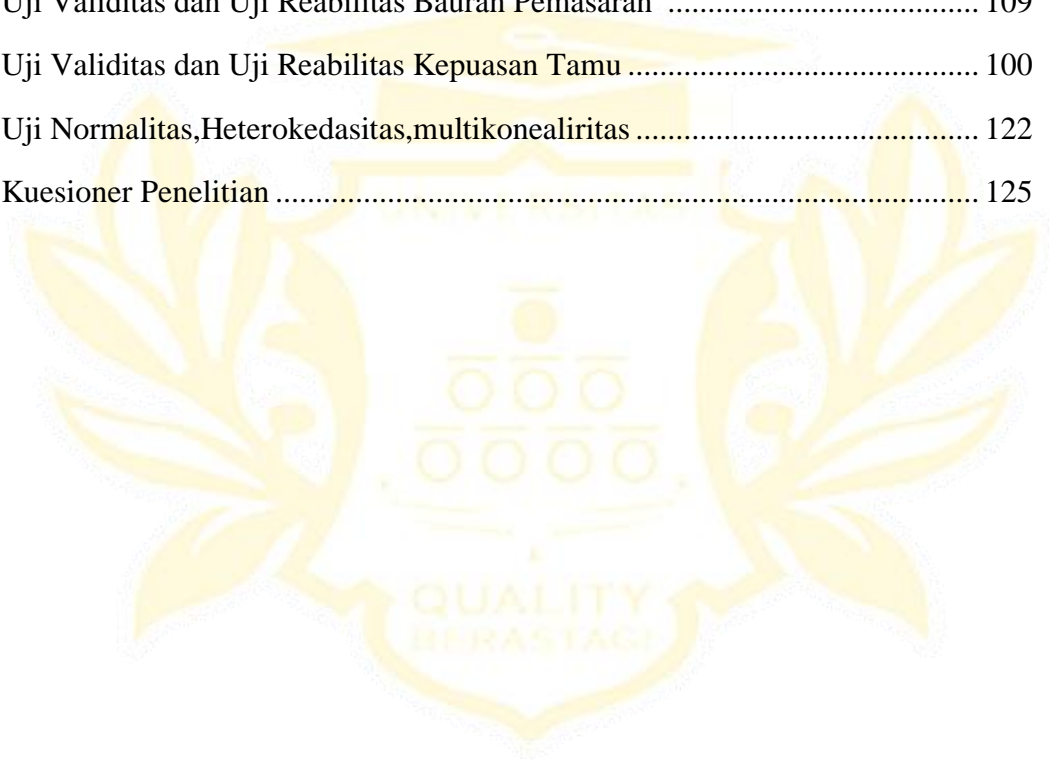 Uji Validitas dan Uji Reabilitas Bauran Pemasaran ........................................ 109
Uji Validitas dan Uji Reabilitas Kepuasan Tamu ............................................. 100
Uji Normalitas,Heterokedasitas,multikonealiritas ............................................ 122
Kuesioner Penelitian ......................................................................................... 125
UNIVERSITAS
QUALITY
BERASTAGI